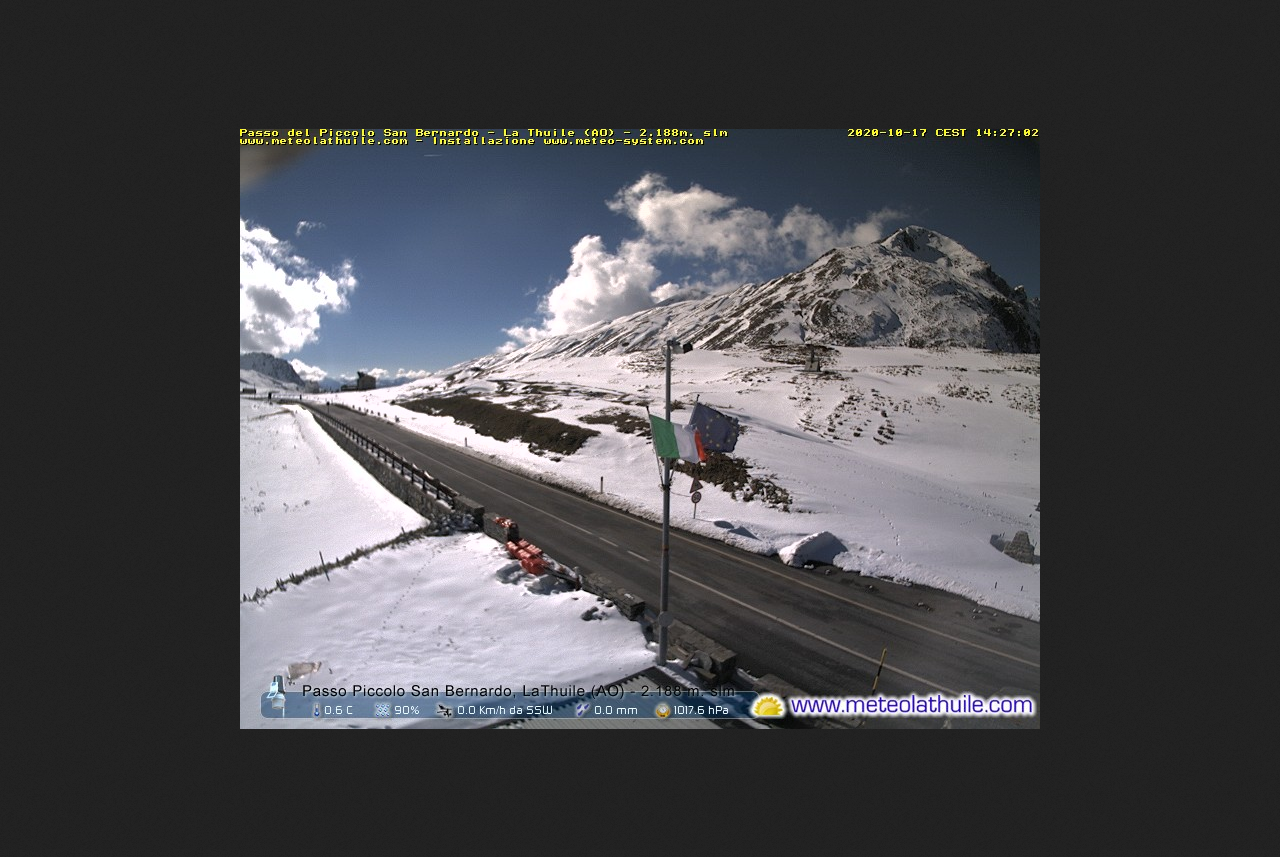 Passo del Piccolo San Bernardo - La Thuile (AO) - 2.188m. slm
2020-10-17 CEST 14:27:02
www.meteolathuile.com - Installazione www.meteo-system.com
Passo Piccolo San Bernardo, LaThuile (AO) - 2.188 m. slm
0.6 C 90% 0.0 Km/h da SSW 0.0 mm 1017.6 hPa
www.meteolathuile.com